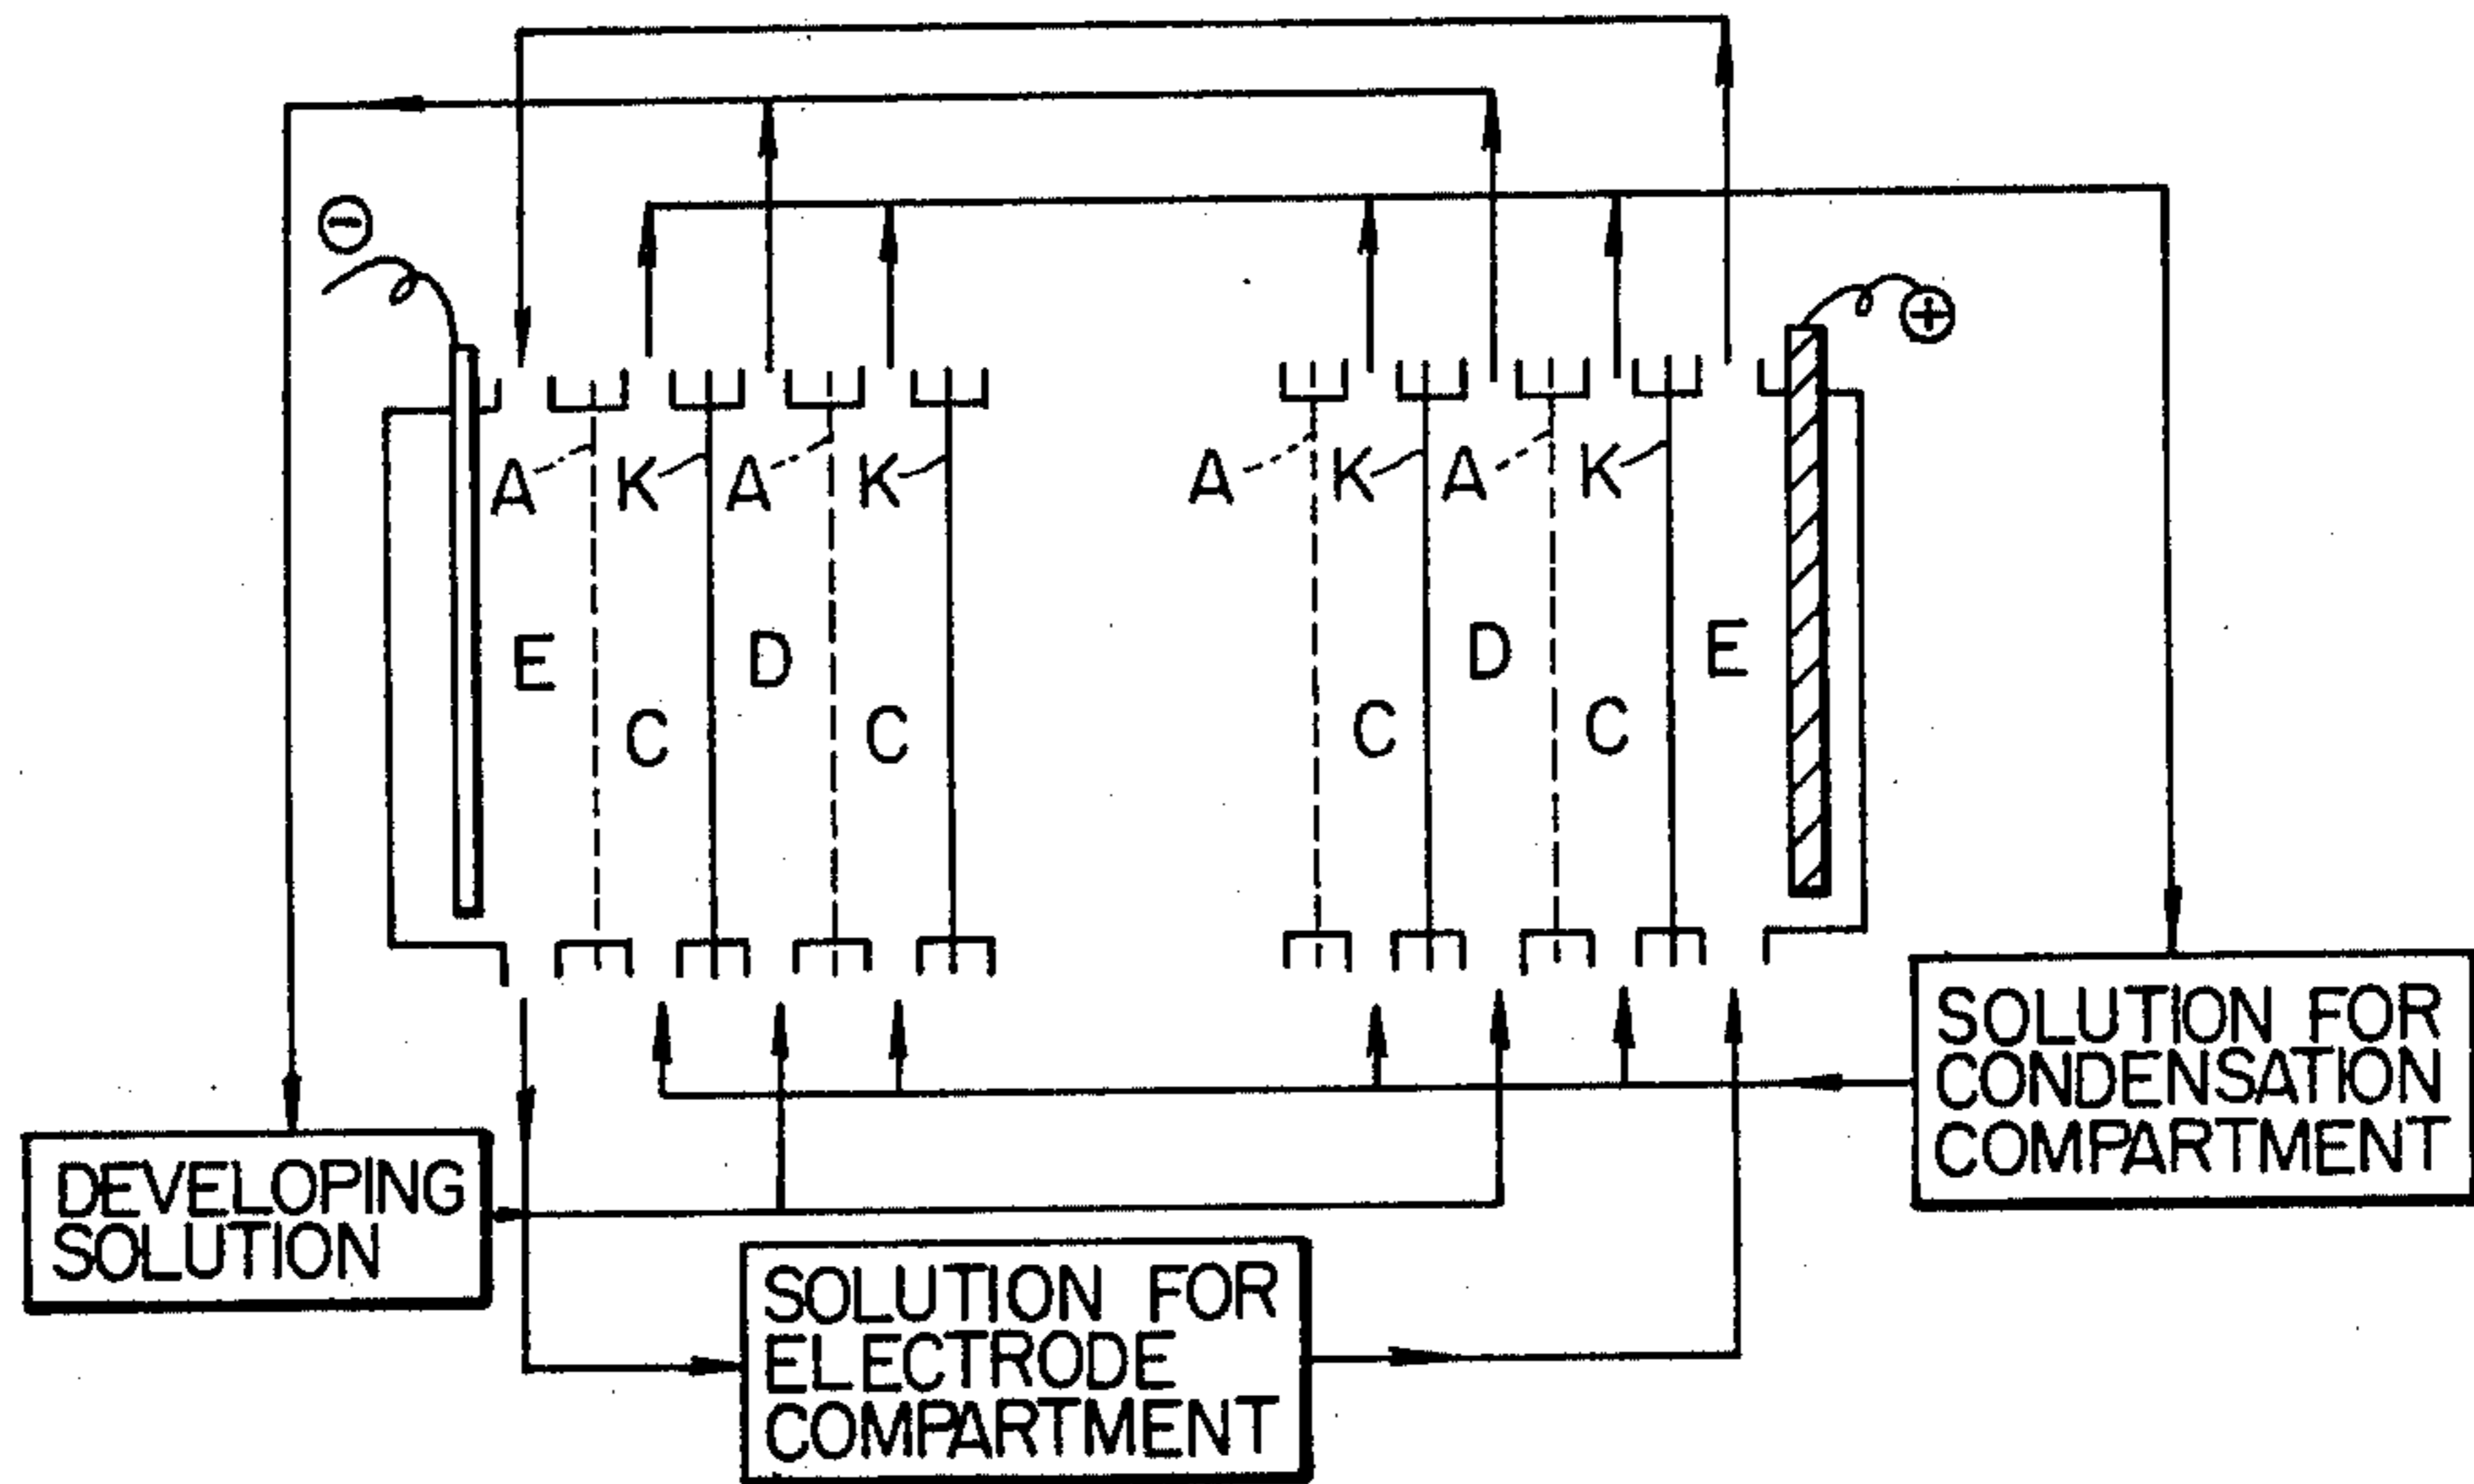 ⊖
⊕
A K A K A K A K
E D D E
C C C C
SOLUTION FOR
CONDENSATION
COMPARTMENT
DEVELOPING
SOLUTION
SOLUTION FOR
ELECTRODE
COMPARTMENT